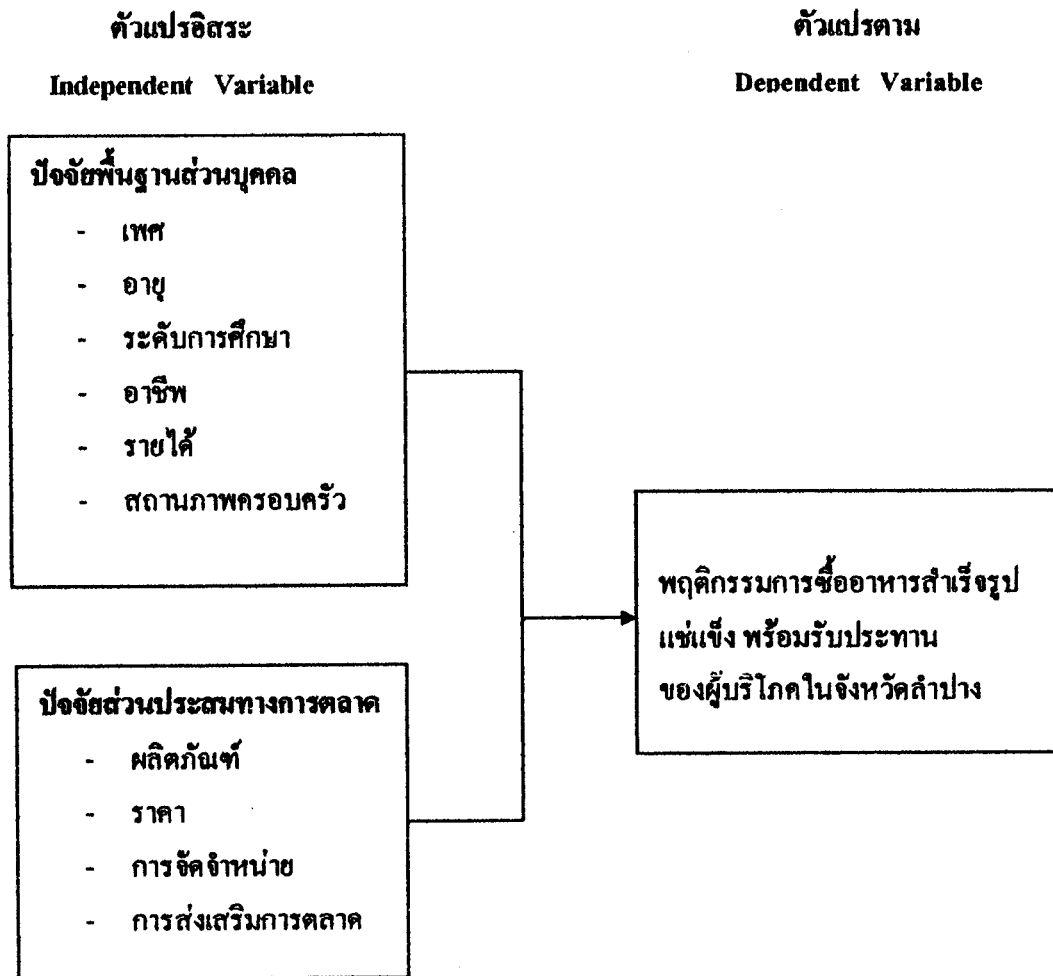 ตัวแปรอิสระ
Independent Variable
ตัวแปรตาม
Dependent Variable
ปัจจัยพื้นฐานส่วนบุคคล
- เพศ
- อายุ
- ระดับการศึกษา
- อาชีพ
- รายได้
- สถานภาพครอบครัว
ปัจจัยส่วนประสมทางการตลาด
- ผลิตภัณฑ์
- ราคา
- การจัดจำหน่าย
- การส่งเสริมการตลาด
พฤติกรรมการซื้ออาหารสำเร็จรูป
แช่แข็ง พร้อมรับประทาน
ของผู้บริโภคในจังหวัดลำปาง